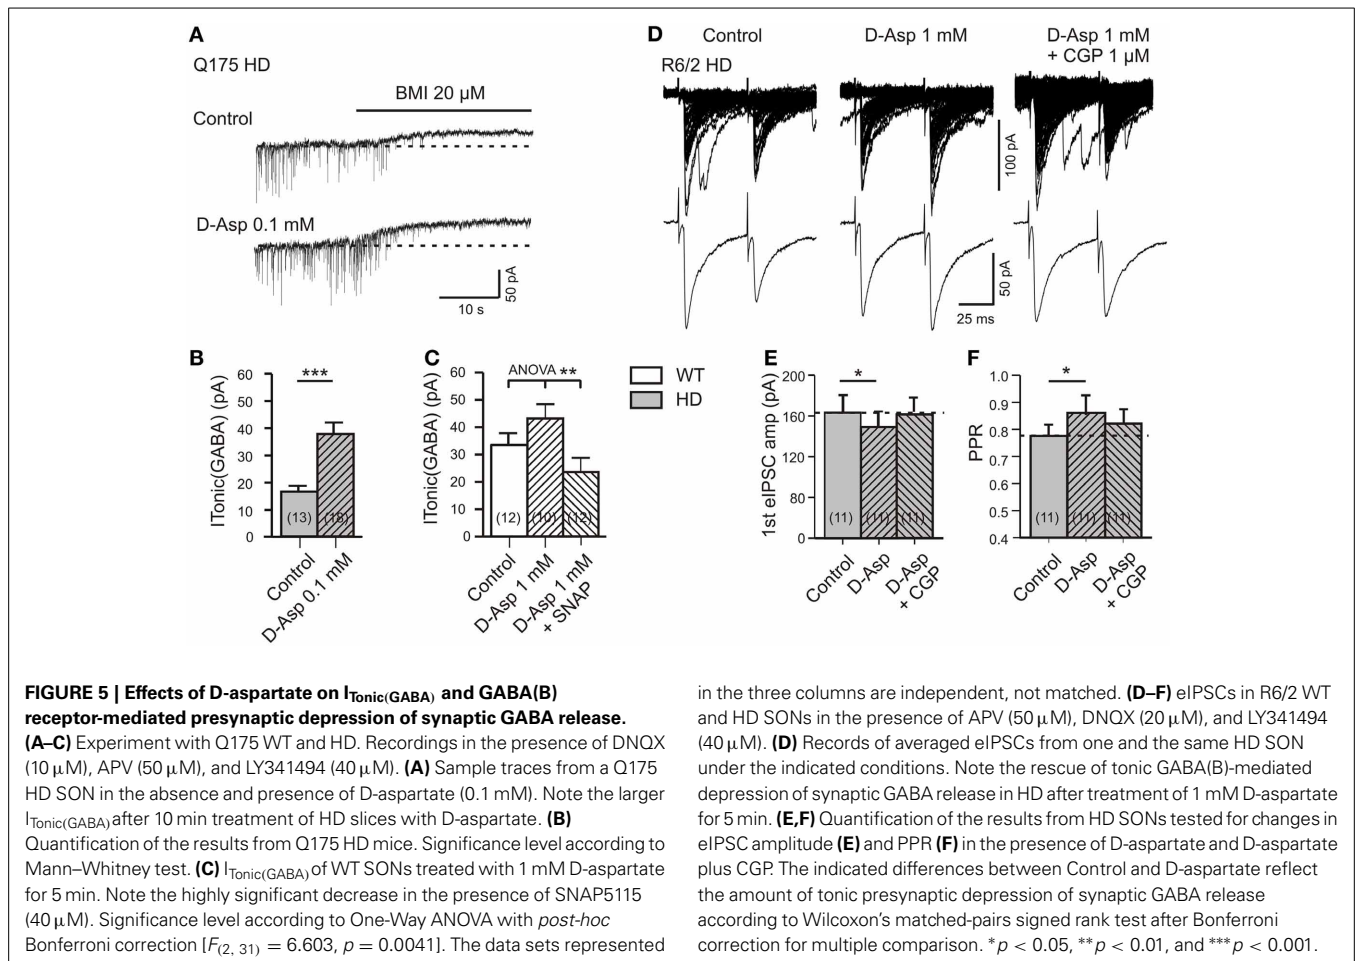 A
Q175 HD
BMI 20 µM
Control
D-Asp 0.1 mM
50 pA
10 s
D
Control
D-Asp 1 mM
D-Asp 1 mM
+ CGP 1 µM
R6/2 HD
100 pA
50 pA
25 ms
B
ITonic(GABA) (pA)
60
50
40
30
20
10
0
***
(13)
(18)
Control
D-Asp 0.1 mM
C
ITonic(GABA) (pA)
60
50
40
30
20
10
0
ANOVA **
(12)
(10)
(12)
Control
D-Asp 1 mM
D-Asp 1 mM
+ SNAP
WT
HD
E
1st eIPSC amp (pA)
200
160
120
80
40
0
*
(11)
(11)
(11)
Control
D-Asp
D-Asp
+ CGP
F
PPR
1.0
0.9
0.8
0.7
0.6
0.5
0.4
*
(11)
(11)
(11)
Control
D-Asp
D-Asp
+ CGP
FIGURE 5 | Effects of D-aspartate on ITonic(GABA) and GABA(B)
receptor-mediated presynaptic depression of synaptic GABA release.
(A–C) Experiment with Q175 WT and HD. Recordings in the presence of DNQX
(10 µM), APV (50 µM), and LY341494 (40 µM). (A) Sample traces from a Q175
HD SON in the absence and presence of D-aspartate (0.1 mM). Note the larger
ITonic(GABA) after 10 min treatment of HD slices with D-aspartate. (B)
Quantification of the results from Q175 HD mice. Significance level according to
Mann–Whitney test. (C) ITonic(GABA) of WT SONs treated with 1 mM D-aspartate
for 5 min. Note the highly significant decrease in the presence of SNAP5115
(40 µM). Significance level according to One-Way ANOVA with post-hoc
Bonferroni correction [F(2, 31) = 6.603, p = 0.0041]. The data sets represented
in the three columns are independent, not matched. (D–F) eIPSCs in R6/2 WT
and HD SONs in the presence of APV (50 µM), DNQX (20 µM), and LY341494
(40 µM). (D) Records of averaged eIPSCs from one and the same HD SON
under the indicated conditions. Note the rescue of tonic GABA(B)-mediated
depression of synaptic GABA release in HD after treatment of 1 mM D-aspartate
for 5 min. (E,F) Quantification of the results from HD SONs tested for changes in
eIPSC amplitude (E) and PPR (F) in the presence of D-aspartate and D-aspartate
plus CGP. The indicated differences between Control and D-aspartate reflect
the amount of tonic presynaptic depression of synaptic GABA release
according to Wilcoxon's matched-pairs signed rank test after Bonferroni
correction for multiple comparison. *p < 0.05, **p < 0.01, and ***p < 0.001.